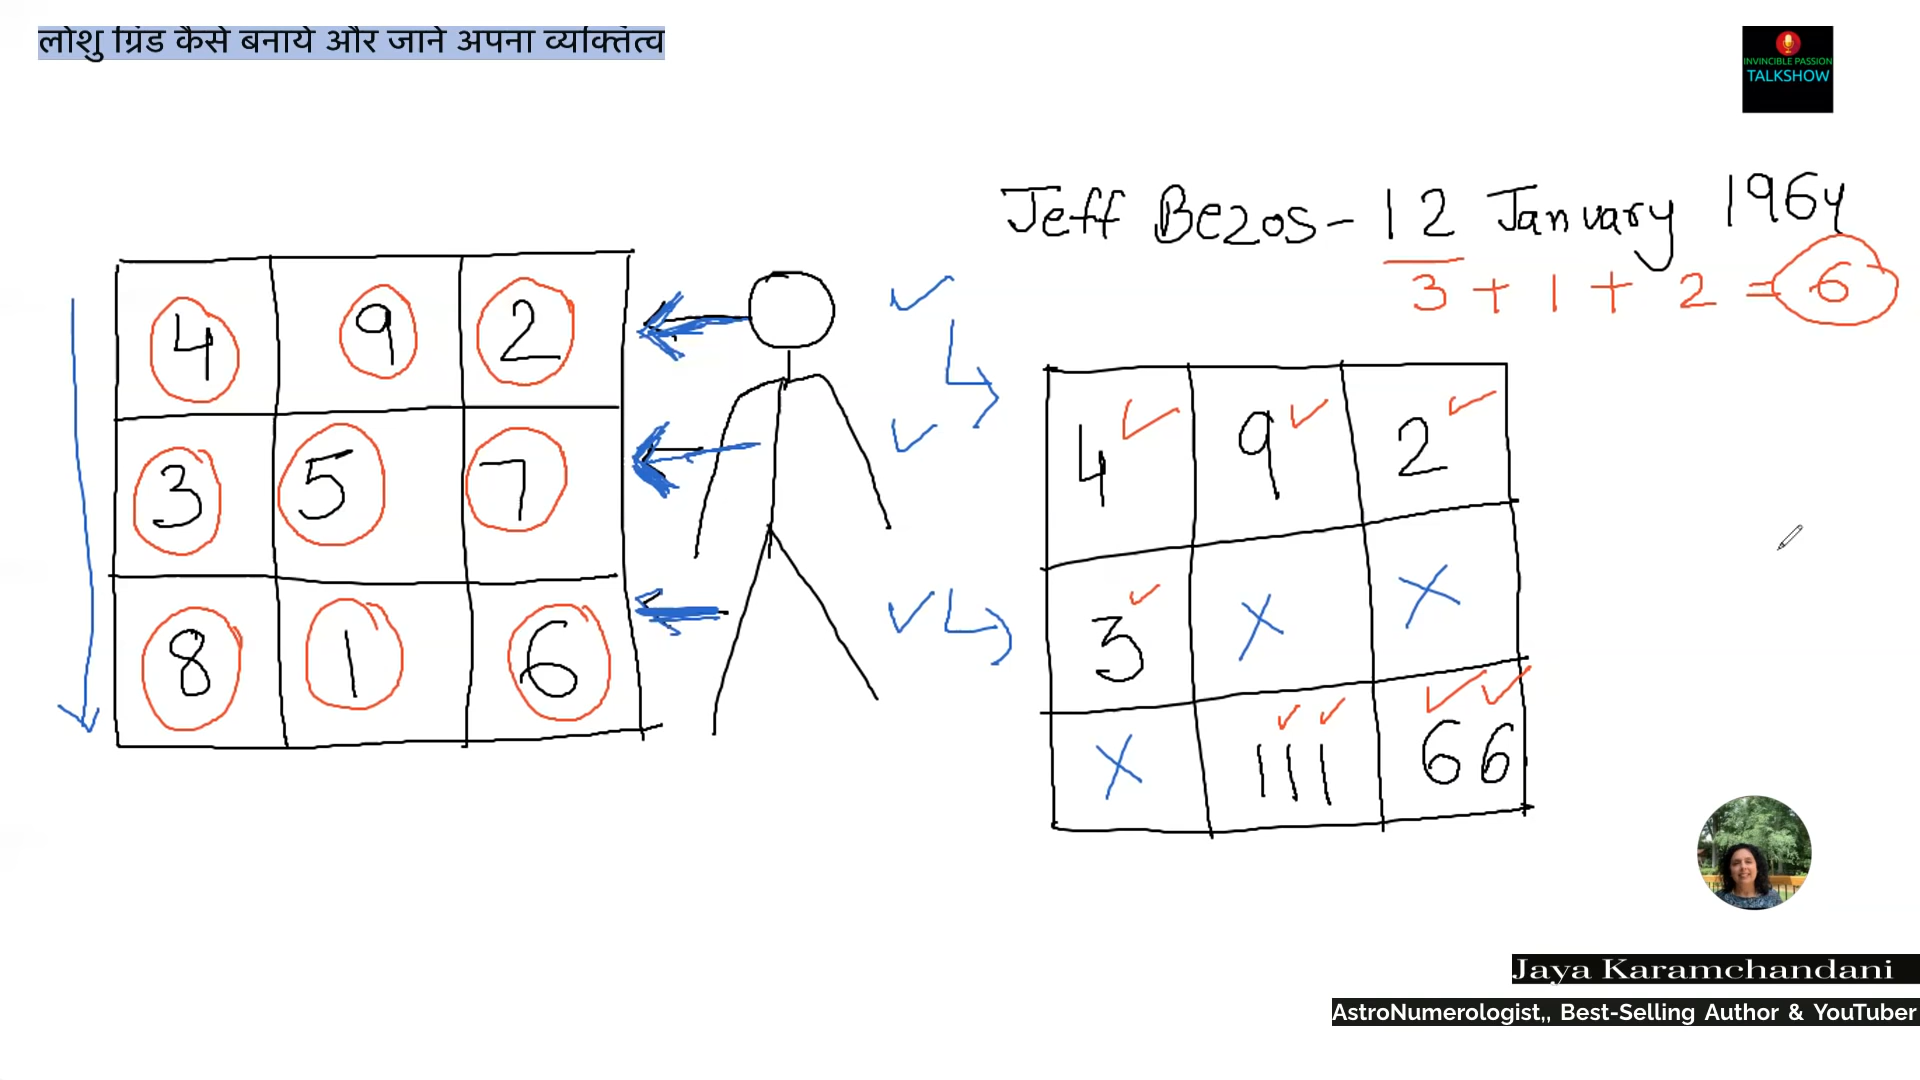 लोशु ग्रिड कैसे बनाये और जाने अपना व्यक्तित्व
INVINCIBLE PASSION
TALKSHOW
Jeff Bezos- 12 January 1964
3 + 1 + 2 = 6
4 9 2
3 5 7
8 1 6
4 9 2
3
111 66
Jaya Karamchandani
AstroNumerologist,, Best-Selling Author & YouTuber